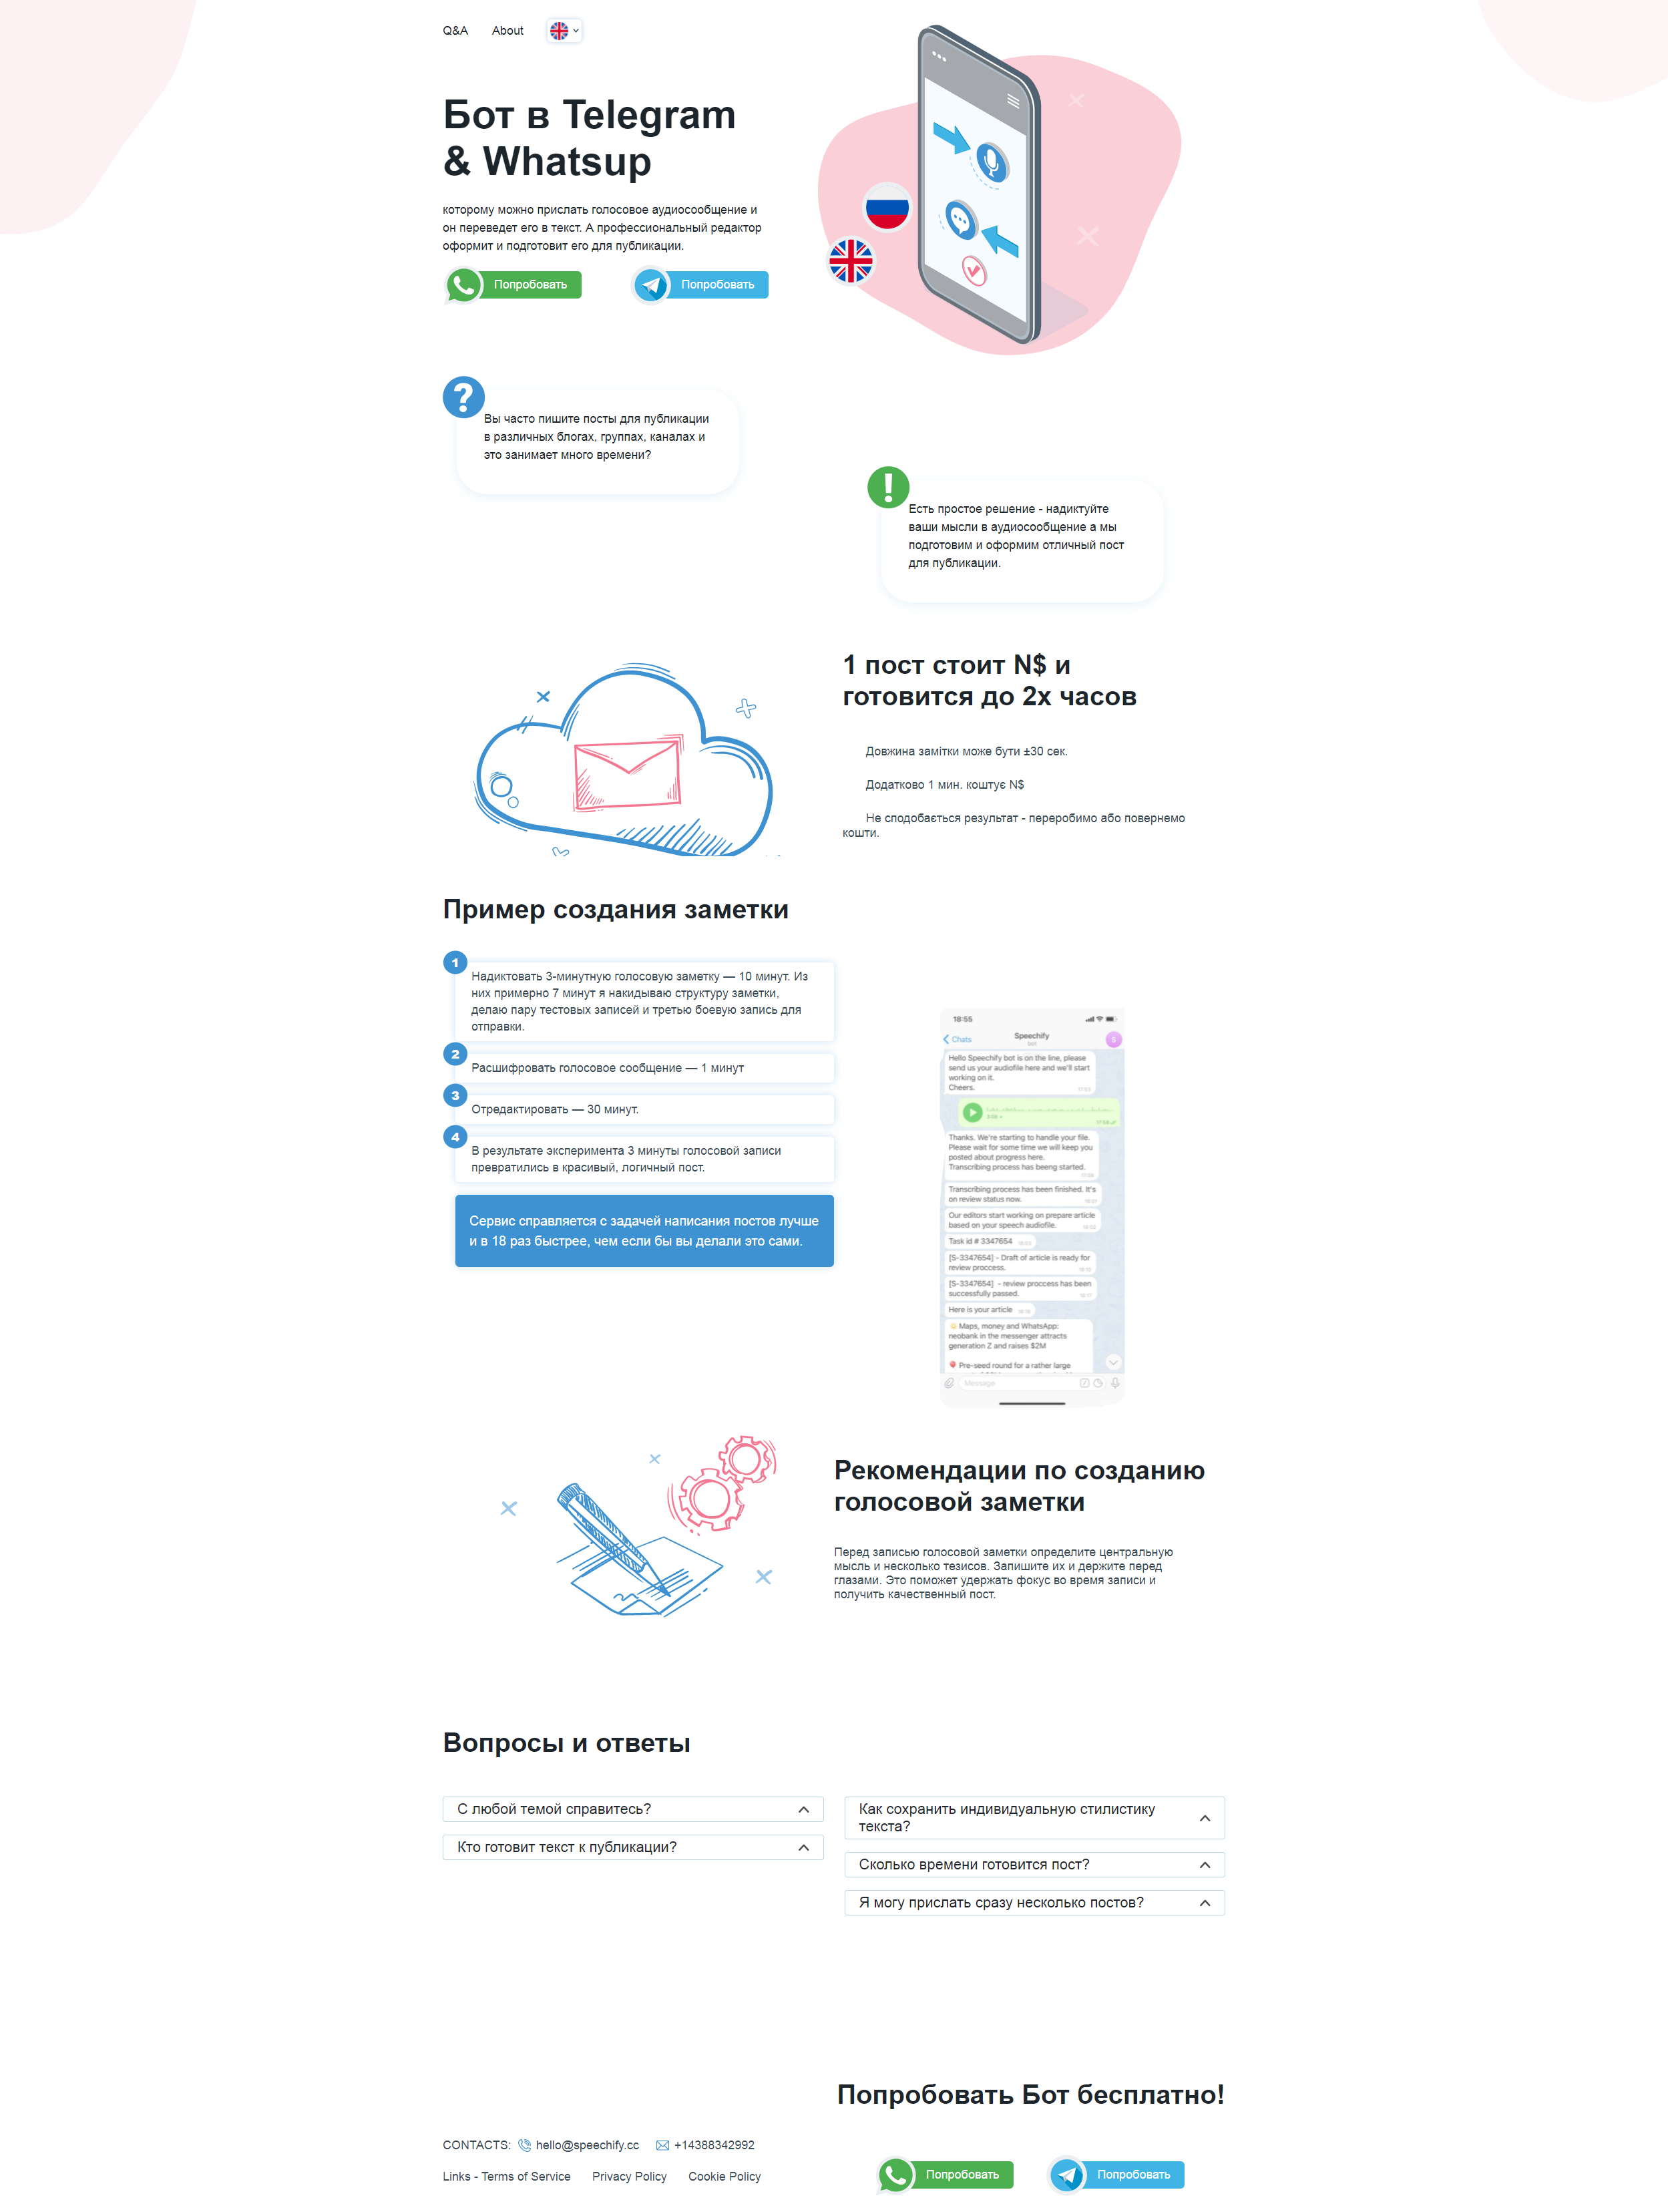 Q&A About
Бот в Telegram
& Whatsup
которому можно прислать голосовое аудиосообщение и
он переведет его в текст. А профессиональный редактор
оформит и подготовит его для публикации.
Попробовать Попробовать
Вы часто пишите посты для публикации
в различных блогах, группах, каналах и
это занимает много времени?
Есть простое решение - надиктуйте
ваши мысли в аудиосообщение а мы
подготовим и оформим отличный пост
для публикации.
1 пост стоит N$ и
готовится до 2х часов
Довжина замітки може бути ±30 сек.
Додатково 1 мин. коштує N$
Не сподобається результат - переробимо або повернемо
кошти.
Пример создания заметки
1
Надиктовать 3-минутную голосовую заметку — 10 минут. Из
них примерно 7 минут я накидываю структуру заметки,
делаю пару тестовых записей и третью боевую запись для
отправки.
2
Расшифровать голосовое сообщение — 1 минут
3
Отредактировать — 30 минут.
4
В результате эксперимента 3 минуты голосовой записи
превратились в красивый, логичный пост.
Сервис справляется с задачей написания постов лучше
и в 18 раз быстрее, чем если бы вы делали это сами.
18:55
Chats Speechify S
bot
Hello Speechify bot is on the line, please
send us your audiofile here and we'll start
working on it.
Cheers.
Thanks. We're starting to handle your file.
Please wait for some time we will keep you
posted about progress here.
Transcribing process has beeng started.
Transcribing process has been finished. It's
on review status now.
Our editors start working on prepare article
based on your speech audiofile.
Task id # 3347654
[S-3347654] - Draft of article is ready for
review proccess.
[S-3347654] - review proccess has been
successfully passed.
Here is your article
Maps, money and WhatsApp:
neobank in the messenger attracts
generation Z and raises $2M
Pre-seed round for a rather large
Message
Рекомендации по созданию
голосовой заметки
Перед записью голосовой заметки определите центральную
мысль и несколько тезисов. Запишите их и держите перед
глазами. Это поможет удержать фокус во время записи и
получить качественный пост.
Вопросы и ответы
С любой темой справитесь?
Кто готовит текст к публикации?
Как сохранить индивидуальную стилистику
текста?
Сколько времени готовится пост?
Я могу прислать сразу несколько постов?
Попробовать Бот бесплатно!
CONTACTS: hello@speechify.cc +14388342992
Links - Terms of Service Privacy Policy Cookie Policy
Попробовать Попробовать